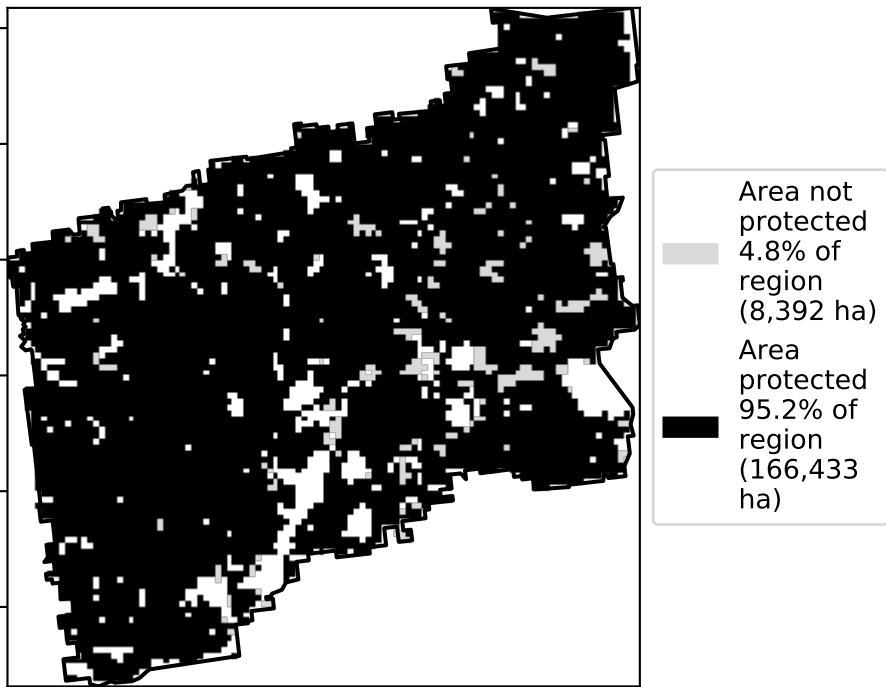 Area not
protected
4.8% of
region
(8,392 ha)
Area
protected
95.2% of
region
(166,433
ha)